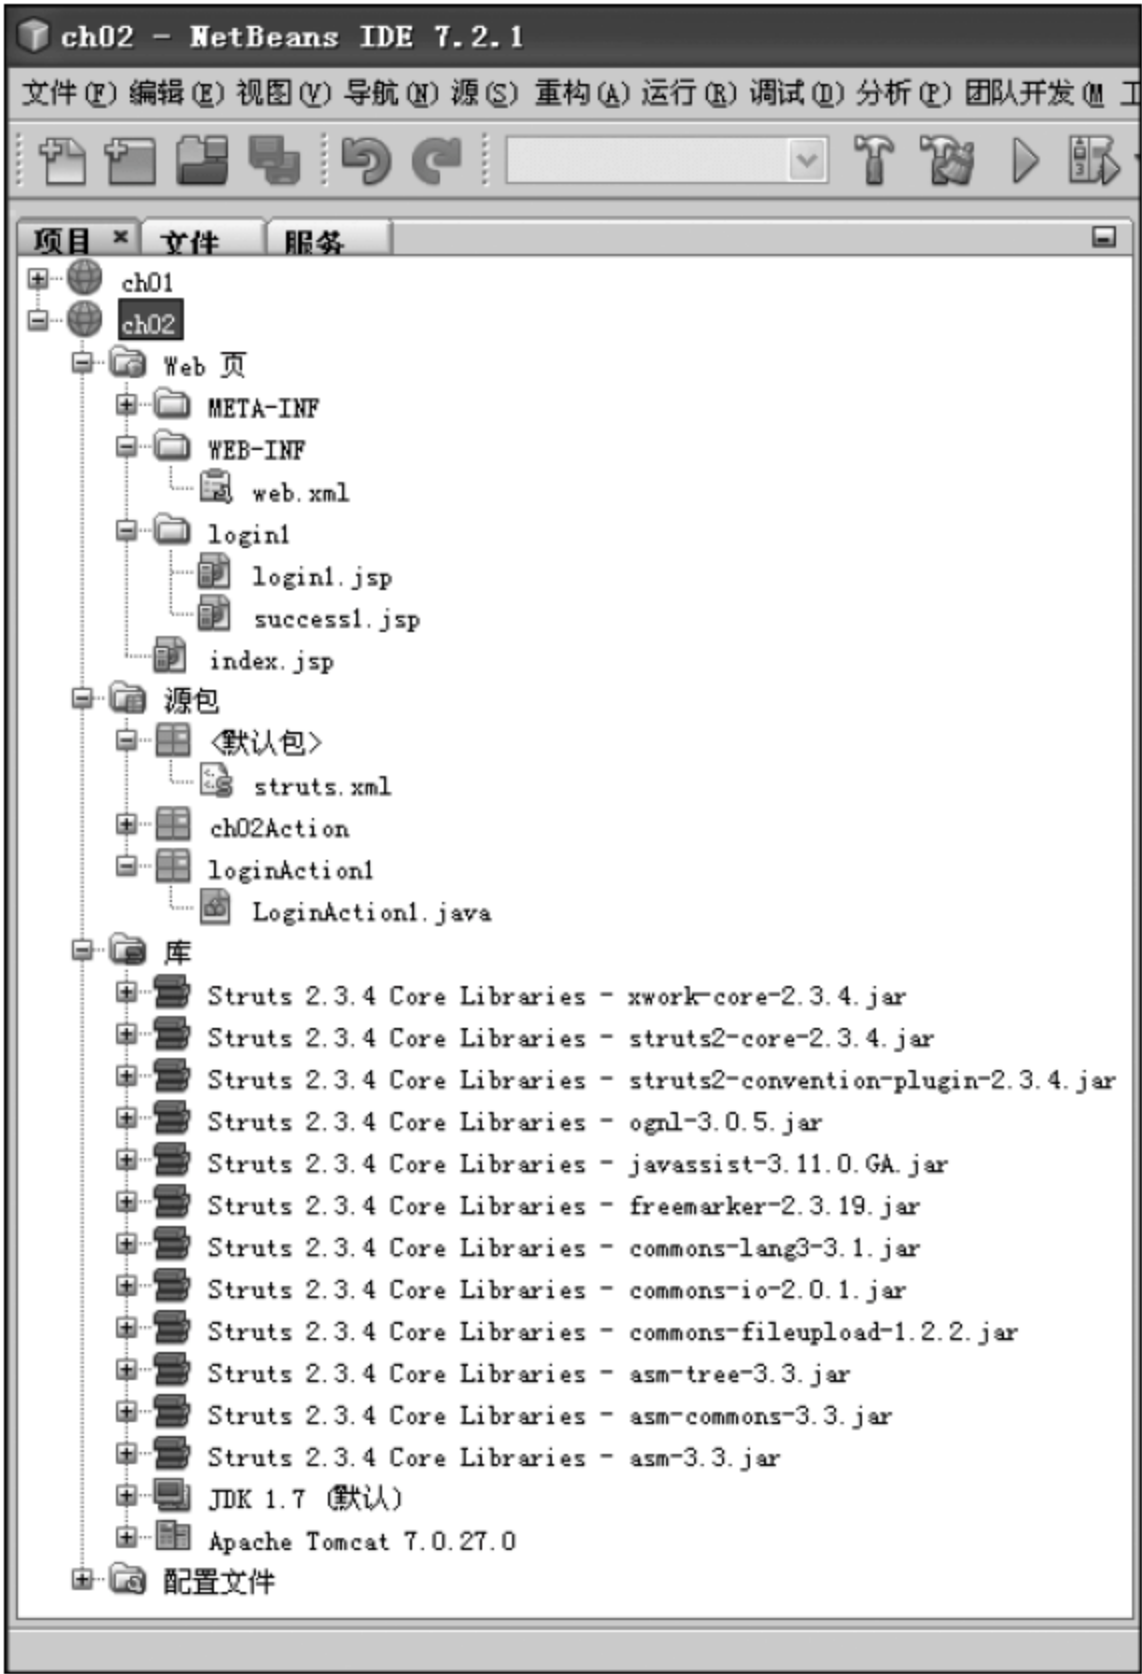 ch02 - NetBeans IDE 7.2.1
文件(F) 编辑(E) 视图(V) 导航(N) 源(S) 重构(A) 运行(R) 调试(D) 分析(P) 团队开发(M
项目 文件 服务
ch01
ch02
Web 页
META-INF
WEB-INF
web.xml
login1
login1.jsp
success1.jsp
index.jsp
源包
<默认包>
struts.xml
ch02Action
loginAction1
LoginAction1.java
库
Struts 2.3.4 Core Libraries - xwork-core-2.3.4.jar
Struts 2.3.4 Core Libraries - struts2-core-2.3.4.jar
Struts 2.3.4 Core Libraries - struts2-convention-plugin-2.3.4.jar
Struts 2.3.4 Core Libraries - ognl-3.0.5.jar
Struts 2.3.4 Core Libraries - javassist-3.11.0.GA.jar
Struts 2.3.4 Core Libraries - freemarker-2.3.19.jar
Struts 2.3.4 Core Libraries - commons-lang3-3.1.jar
Struts 2.3.4 Core Libraries - commons-io-2.0.1.jar
Struts 2.3.4 Core Libraries - commons-fileupload-1.2.2.jar
Struts 2.3.4 Core Libraries - asm-tree-3.3.jar
Struts 2.3.4 Core Libraries - asm-commons-3.3.jar
Struts 2.3.4 Core Libraries - asm-3.3.jar
JDK 1.7 (默认)
Apache Tomcat 7.0.27.0
配置文件